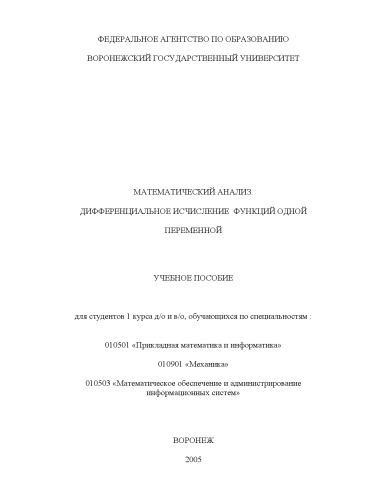 ФЕДЕРАЛЬНОЕ АГЕНТСТВО ПО ОБРАЗОВАНИЮ
ВОРОНЕЖСКИЙ ГОСУДАРСТВЕННЫЙ УНИВЕРСИТЕТ
МАТЕМАТИЧЕСКИЙ АНАЛИЗ.
ДИФФЕРЕНЦИАЛЬНОЕ ИСЧИСЛЕНИЕ ФУНКЦИЙ ОДНОЙ
ПЕРЕМЕННОЙ
УЧЕБНОЕ ПОСОБИЕ
для студентов 1 курса д/о и в/о, обучающихся по специальностям :
010501 «Прикладная математика и информатика»
010901 «Механика»
010503 «Математическое обеспечение и администрирование
информационных систем»
ВОРОНЕЖ
2005